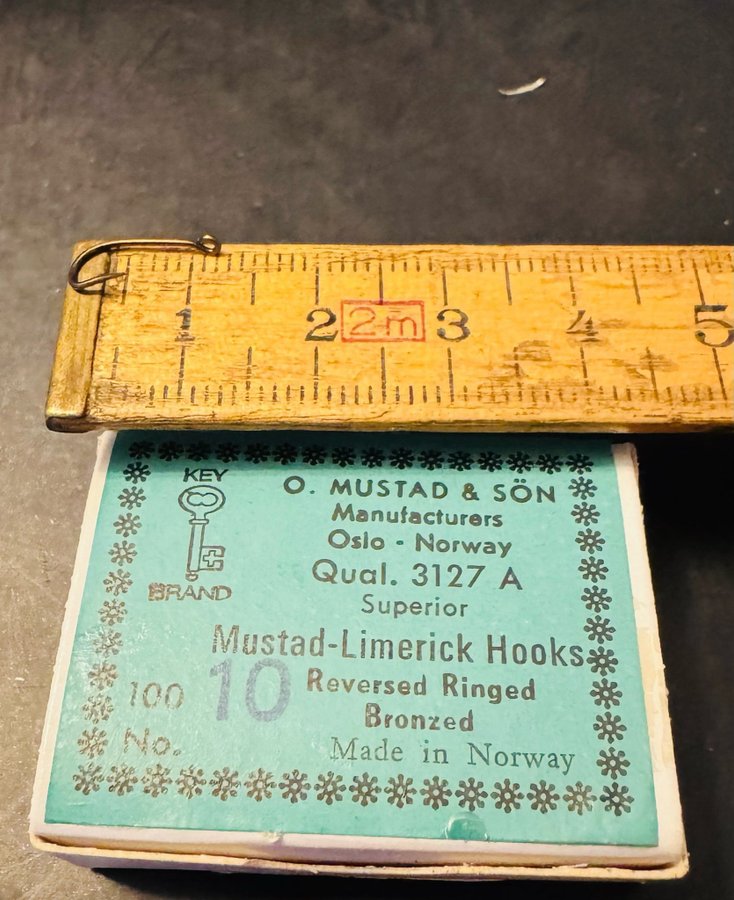 1 2 2m 3 4 5
KEY
BRAND
O. MUSTAD & SÖN
Manufacturers
Oslo - Norway
Qual. 3127 A
Superior
Mustad-Limerick Hooks
100 10 Reversed Ringed
No. Bronzed
Made in Norway